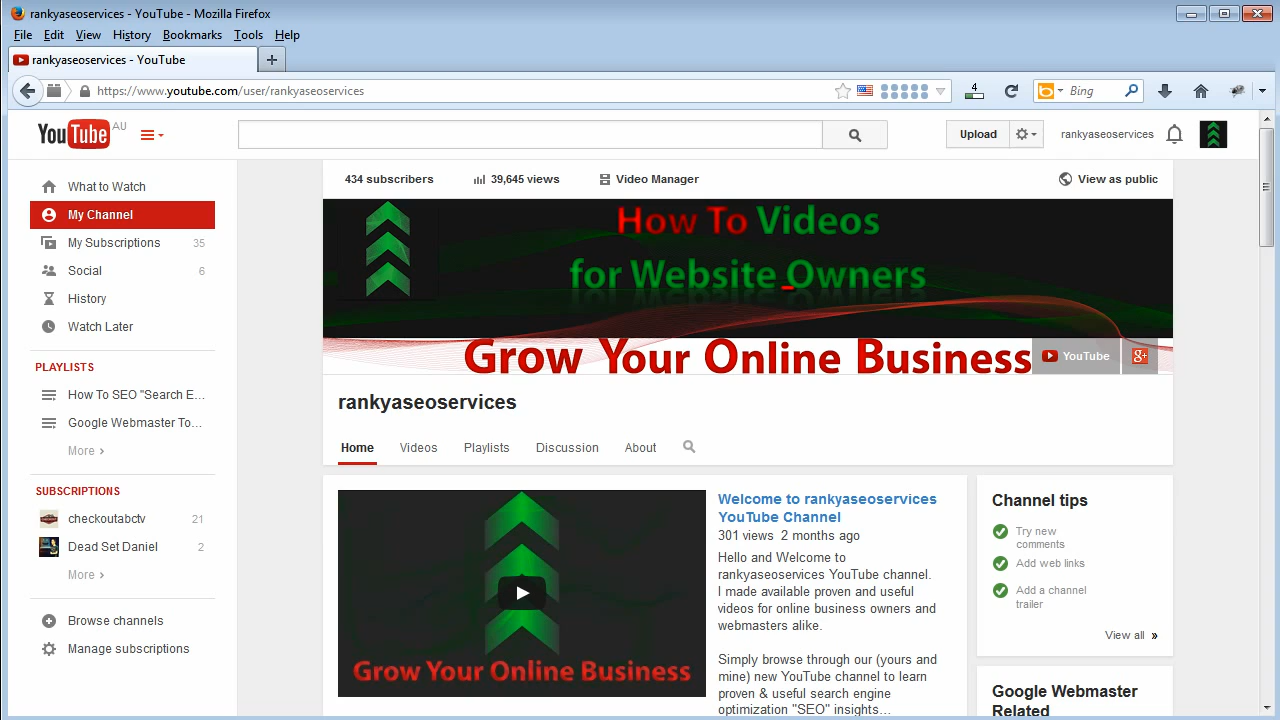 rankyaseoservices - YouTube - Mozilla Firefox
File Edit View History Bookmarks Tools Help
rankyaseoservices - YouTube
https://www.youtube.com/user/rankyaseoservices
4
Bing
YouTube AU
Upload
rankyaseoservices
What to Watch
My Channel
My Subscriptions 35
Social 6
History
Watch Later
PLAYLISTS
How To SEO "Search E...
Google Webmaster To...
More ›
SUBSCRIPTIONS
checkoutabctv 21
Dead Set Daniel 2
More ›
Browse channels
Manage subscriptions
434 subscribers 39,645 views Video Manager View as public
How To Videos
for Website Owners
Grow Your Online Business
YouTube
g+
rankyaseoservices
Home Videos Playlists Discussion About
Grow Your Online Business
Welcome to rankyaseoservices
YouTube Channel
301 views 2 months ago
Hello and Welcome to
rankyaseoservices YouTube channel.
I made available proven and useful
videos for online business owners and
webmasters alike.
Simply browse through our (yours and
mine) new YouTube channel to learn
proven & useful search engine
optimization "SEO" insights...
Channel tips
Try new
comments
Add web links
Add a channel
trailer
View all »
Google Webmaster
Related